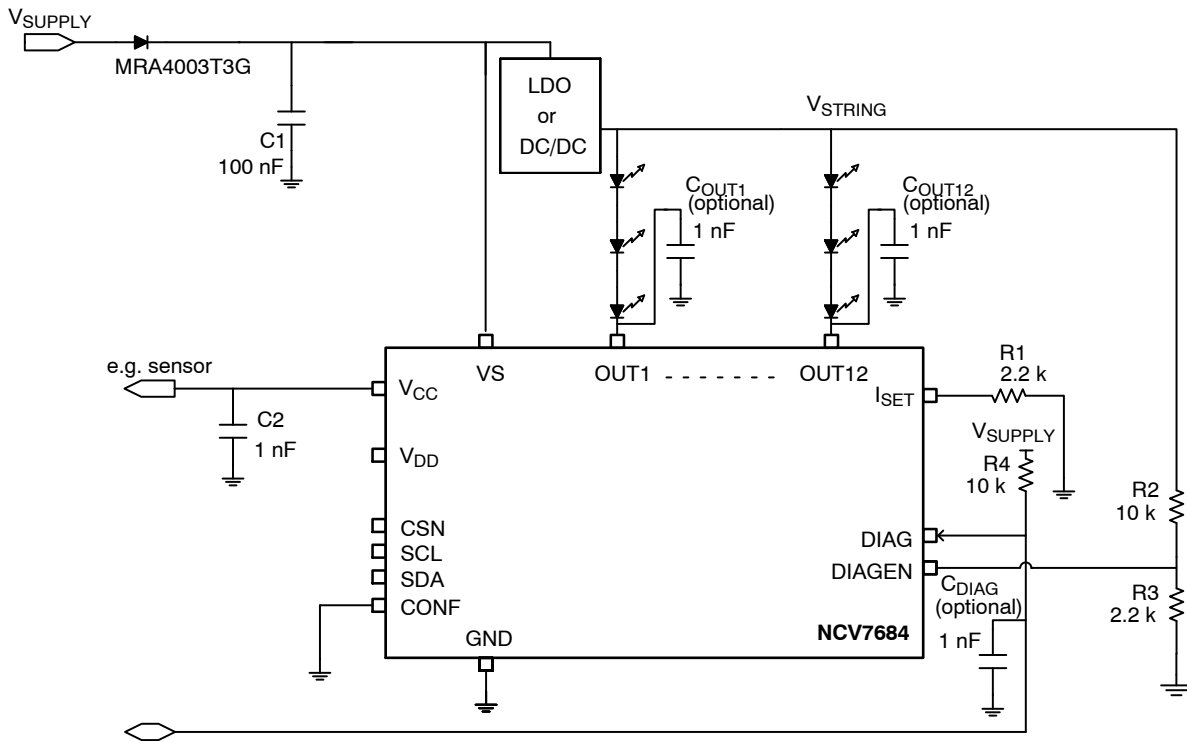 VSUPPLY
MRA4003T3G
C1
100 nF
LDO
or
DC/DC
VSTRING
COUT1
(optional)
1 nF
COUT12
(optional)
1 nF
e.g. sensor
C2
1 nF
VS
OUT1 - - - - - - - OUT12
VCC
VDD
CSN
SCL
SDA
CONF
GND
ISET
DIAG
DIAGEN
NCV7684
R1
2.2 k
VSUPPLY
R4
10 k
R2
10 k
R3
2.2 k
CDIAG
(optional)
1 nF